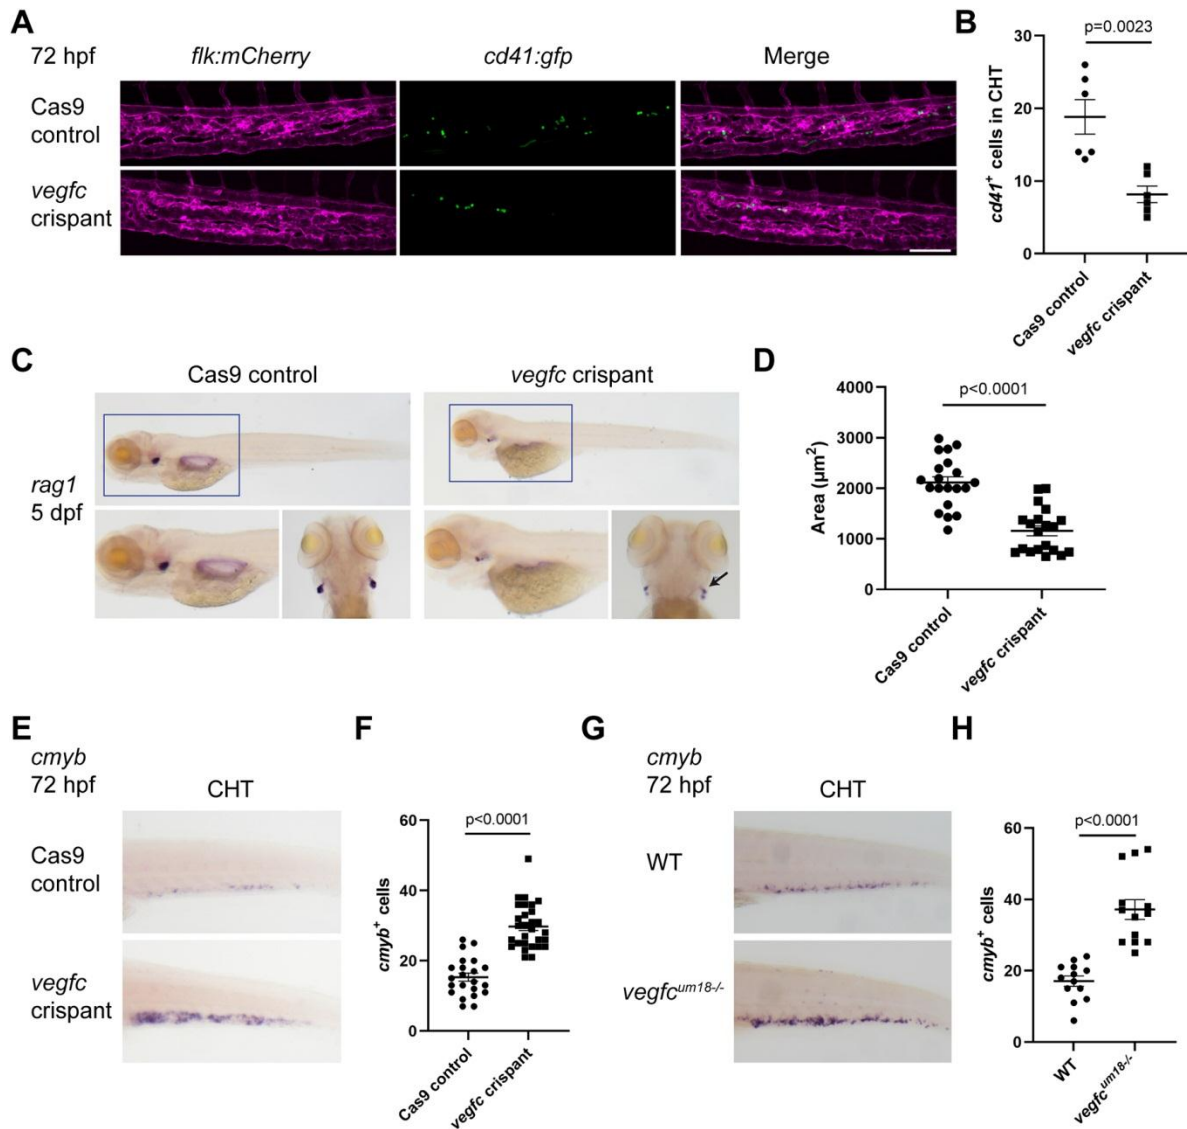 A
72 hpf
flk:mCherry
cd41:gfp
Merge
Cas9
control
vegfc
crispant
B
p=0.0023
30
20
10
0
cd41⁺ cells in CHT
Cas9 control
vegfc crispant
C
Cas9 control
vegfc crispant
rag1
5 dpf
D
p<0.0001
4000
3000
2000
1000
0
Area (µm²)
Cas9 control
vegfc crispant
E
cmyb
72 hpf
CHT
Cas9
control
vegfc
crispant
F
p<0.0001
60
40
20
0
cmyb⁺ cells
Cas9 control
vegfc crispant
G
cmyb
72 hpf
CHT
WT
vegfcᵘᵐ¹⁸⁻/⁻
H
p<0.0001
60
40
20
0
cmyb⁺ cells
WT
vegfcᵘᵐ¹⁸⁻/⁻